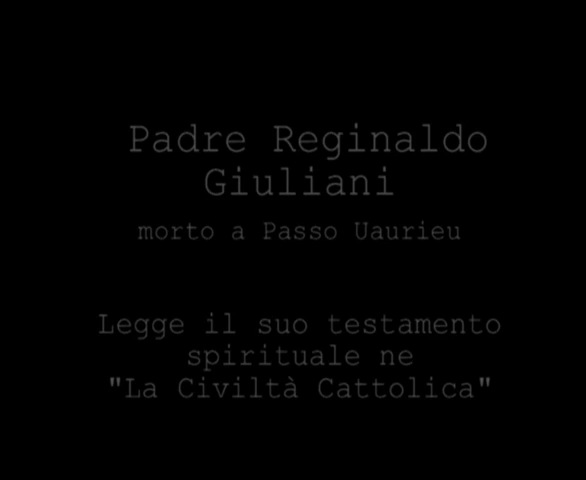 Padre Reginaldo
Giuliani
morto a Passo Uaurieu
Legge il suo testamento
spirituale ne
"La Civiltà Cattolica"